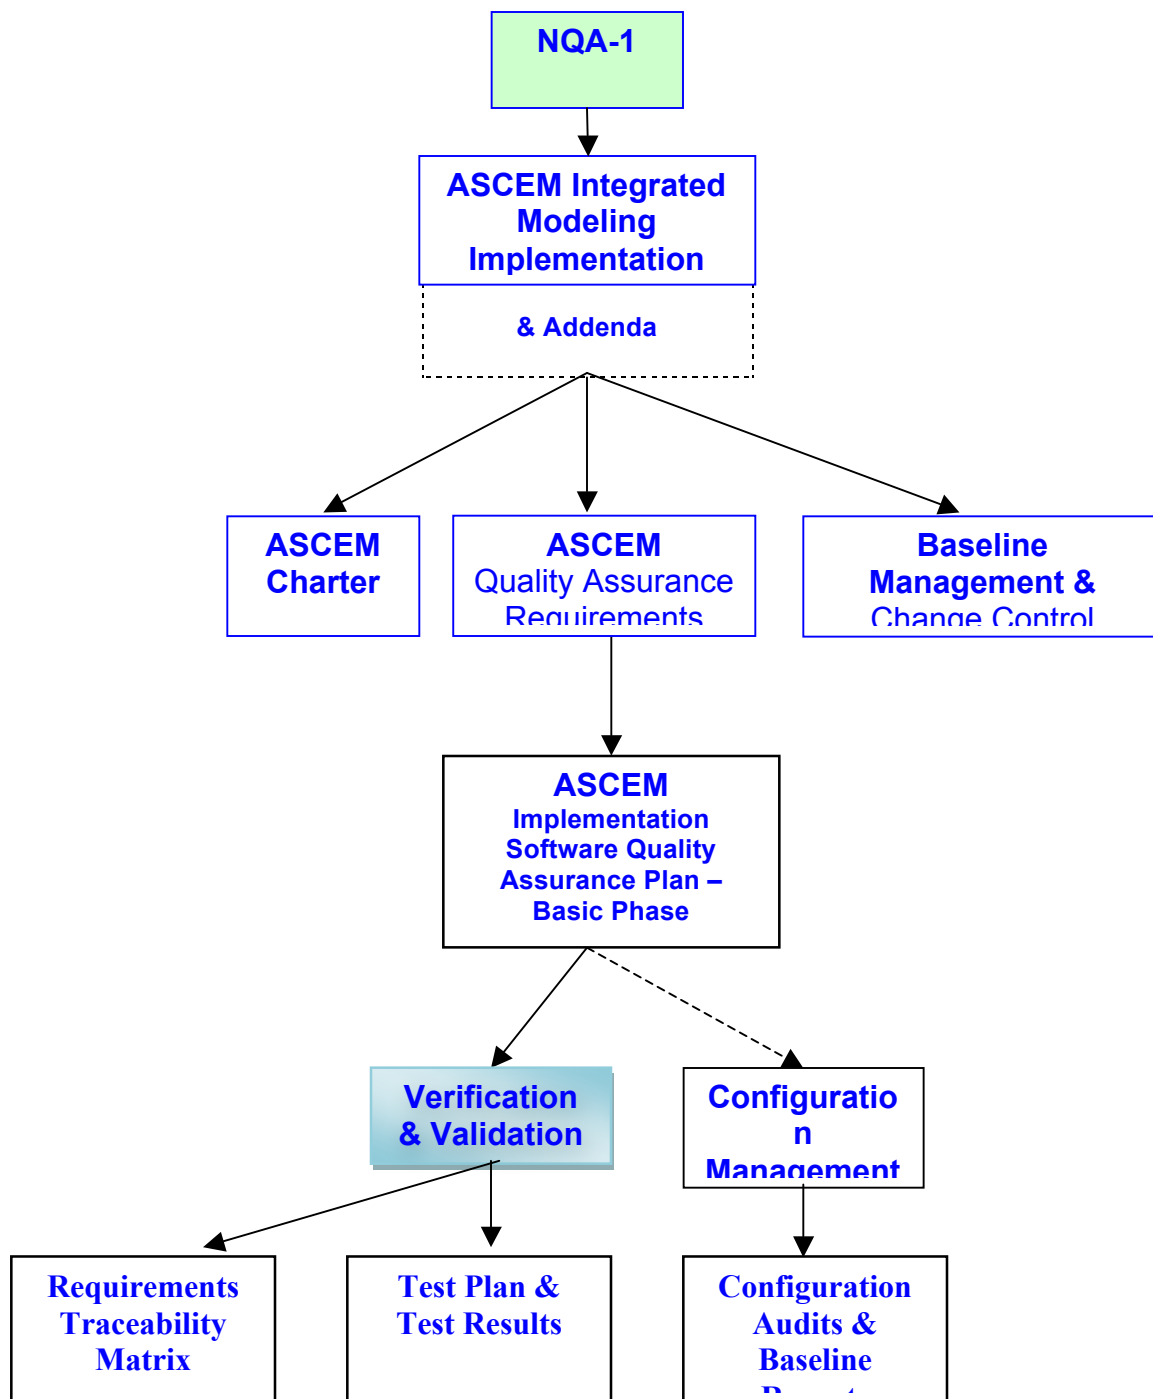 NQA-1
ASCEM Integrated
Modeling
Implementation
& Addenda
ASCEM
Charter
ASCEM
Quality Assurance
Requirements
Baseline
Management &
Change Control
ASCEM
Implementation
Software Quality
Assurance Plan –
Basic Phase
Verification
& Validation
Configuratio
n
Management
Requirements
Traceability
Matrix
Test Plan &
Test Results
Configuration
Audits &
Baseline